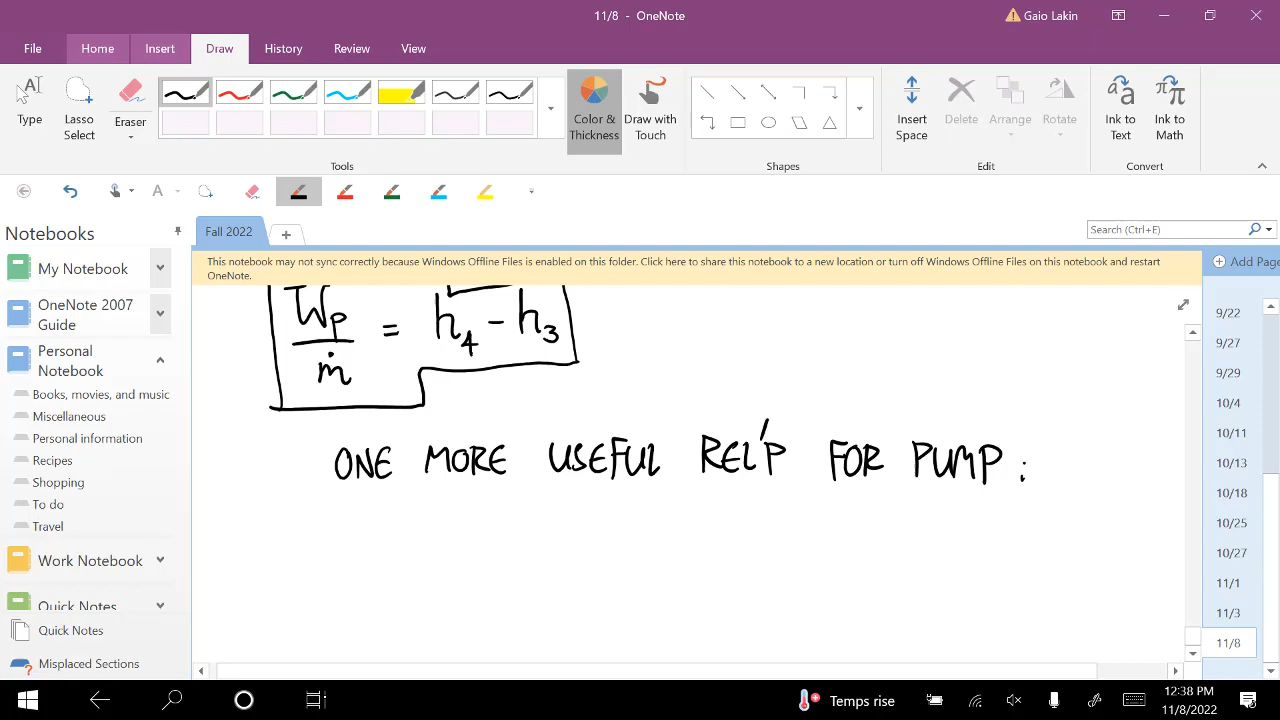 11/8 - OneNote
Gaio Lakin
File Home Insert Draw History Review View
Type
Lasso Select
Eraser
Color & Thickness
Draw with Touch
Insert Space
Delete
Arrange
Rotate
Ink to Text
Ink to Math
Tools
Shapes
Edit
Convert
Notebooks
Fall 2022
Search (Ctrl+E)
This notebook may not sync correctly because Windows Offline Files is enabled on this folder. Click here to share this notebook to a new location or turn off Windows Offline Files on this notebook and restart
OneNote.
Add Page
My Notebook
OneNote 2007
Guide
Personal
Notebook
Books, movies, and music
Miscellaneous
Personal information
Recipes
Shopping
To do
Travel
Work Notebook
Quick Notes
Quick Notes
Misplaced Sections
Ẇp / ṁ = h4 - h3
ONE MORE USEFUL REL'P FOR PUMP :
9/22
9/27
9/29
10/4
10/11
10/13
10/18
10/25
10/27
11/1
11/3
11/8
Temps rise
12:38 PM
11/8/2022